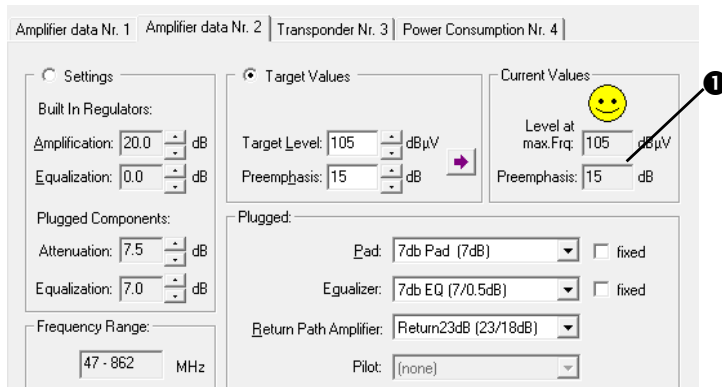 Amplifier data Nr. 1 Amplifier data Nr. 2 Transponder Nr. 3 Power Consumption Nr. 4
Settings
Built In Regulators:
Amplification: 20.0 dB
Equalization: 0.0 dB
Plugged Components:
Attenuation: 7.5 dB
Equalization: 7.0 dB
Frequency Range:
47 - 862 MHz
Target Values
Target Level: 105 dBµV
Preemphasis: 15 dB
Current Values
1
Level at
max.Frq: 105 dBµV
Preemphasis: 15 dB
Plugged:
Pad: 7db Pad (7dB) fixed
Equalizer: 7db EQ (7/0.5dB) fixed
Return Path Amplifier: Return23dB (23/18dB)
Pilot: (none)